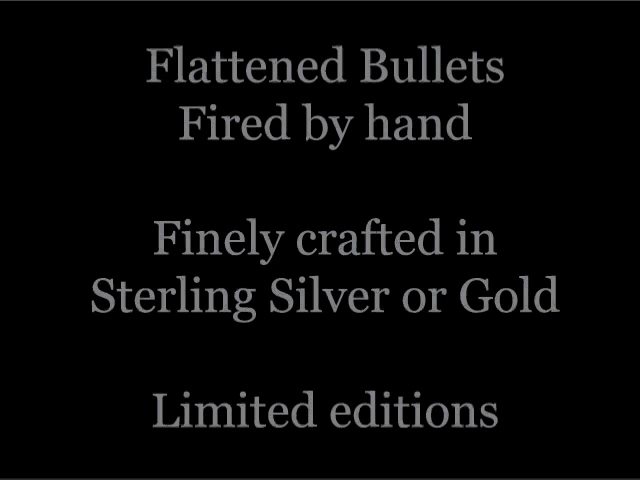 Flattened Bullets
Fired by hand
Finely crafted in
Sterling Silver or Gold
Limited editions